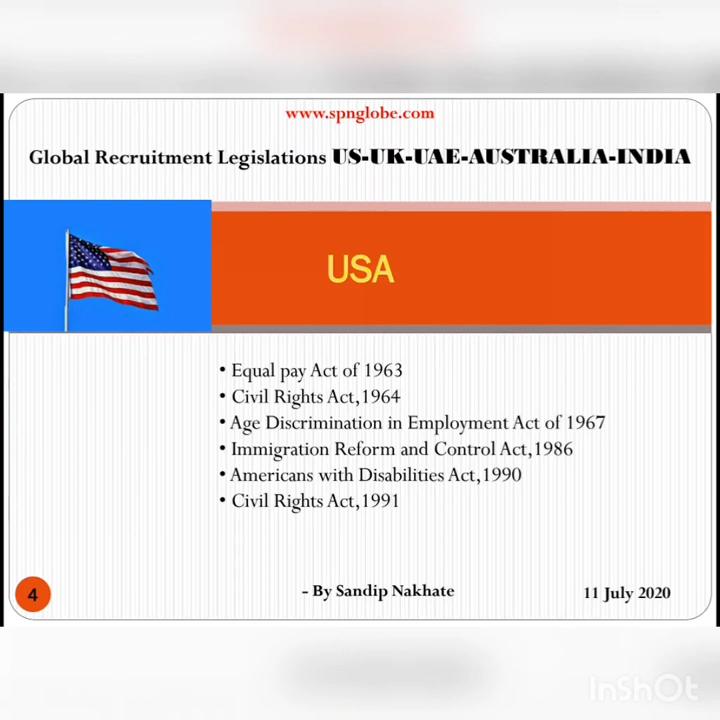 www.spnglobe.com
Global Recruitment Legislations US-UK-UAE-AUSTRALIA-INDIA
USA
• Equal pay Act of 1963
• Civil Rights Act,1964
• Age Discrimination in Employment Act of 1967
• Immigration Reform and Control Act,1986
• Americans with Disabilities Act,1990
• Civil Rights Act,1991
4
- By Sandip Nakhate
11 July 2020
InShOt